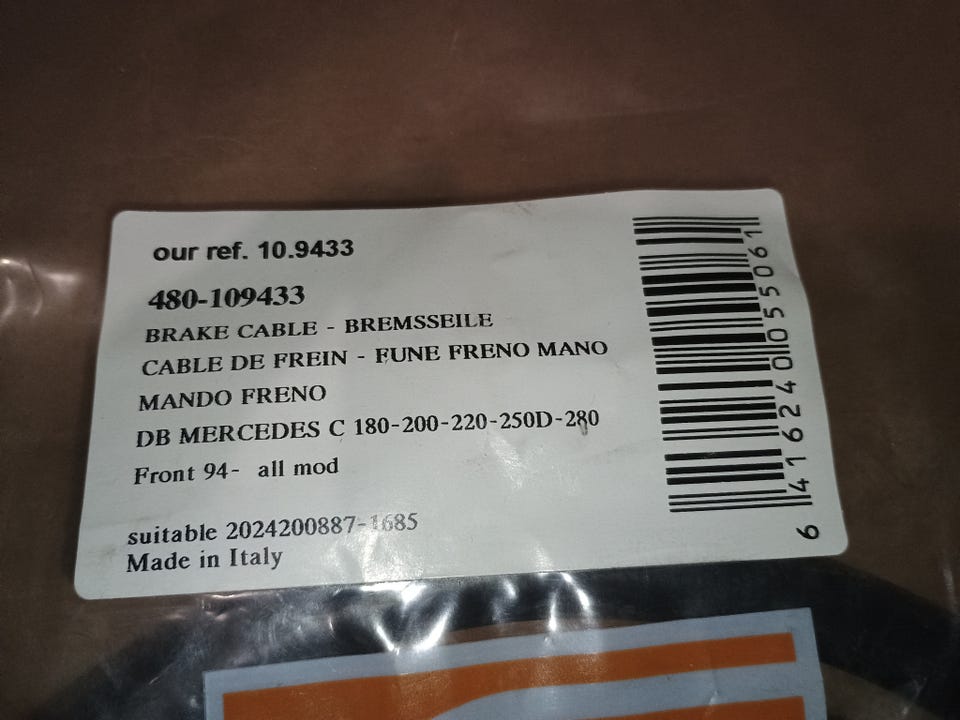 our ref. 10.9433
480-109433
BRAKE CABLE - BREMSSEILE
CABLE DE FREIN - FUNE FRENO MANO
MANDO FRENO
DB MERCEDES C 180-200-220-250D-280
Front 94- all mod
suitable 2024200887-1685
Made in Italy
6 416240 055061